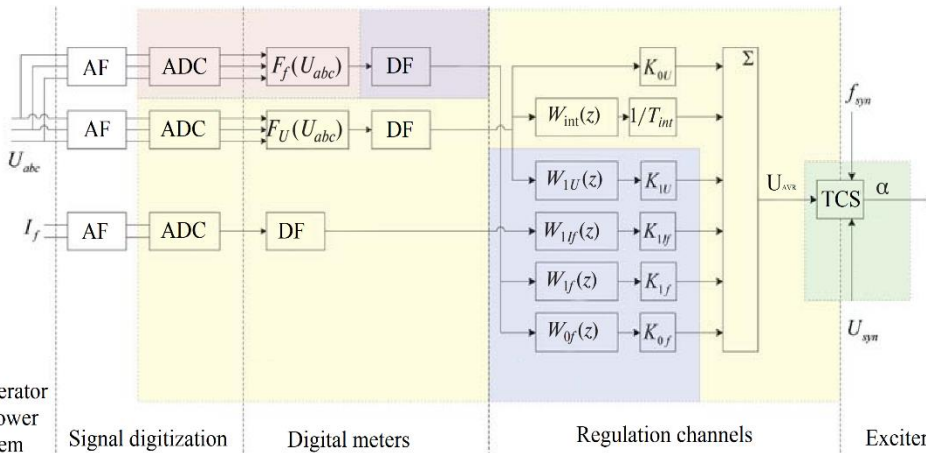 AF ADC F_f(U_abc) DF K_0U Σ
f_syn
AF ADC F_U(U_abc) DF W_int(z) 1/T_int
U_abc
W_1U(z) K_1U U_AVR TCS α
I_f AF ADC DF W_1If(z) K_1If
W_1f(z) K_1f
W_0f(z) K_0f U_syn
erator
ower
em Signal digitization Digital meters Regulation channels Exciter